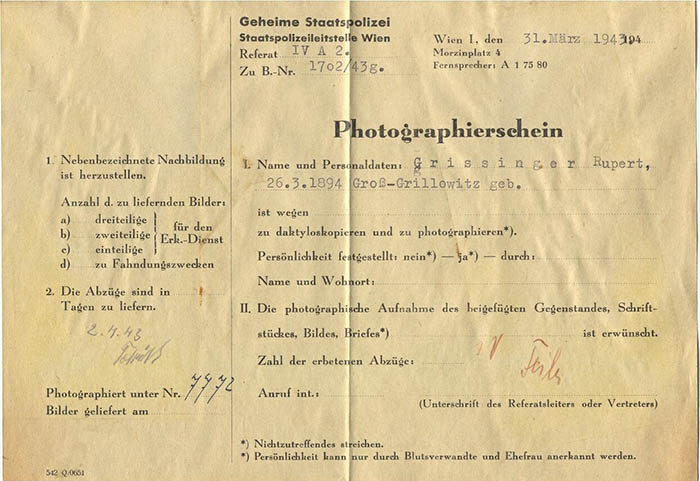 Geheime Staatspolizei
Staatspolizeileitstelle Wien
Referat IV A 2.
Zu B.-Nr. 1702/43g.
Wien I, den 31. März 1943. 194
Morzinplatz 4
Fernsprecher: A 1 75 80
Photographierschein
1. Nebenbezeichnete Nachbildung
ist herzustellen.
Anzahl d. zu liefernden Bilder:
a) dreiteilige
b) zweiteilige
c) einteilige
für den
Erk.-Dienst
d) zu Fahndungszwecken
2. Die Abzüge sind in
Tagen zu liefern.
2.4.43
Photographiert unter Nr. 7772
Bilder geliefert am
I. Name und Personaldaten: Grissinger Rupert,
26.3.1894 Groß-Grillowitz geb.
ist wegen
zu daktyloskopieren und zu photographieren*).
Persönlichkeit festgestellt: nein*) — ja*) — durch:
Name und Wohnort:
II. Die photographische Aufnahme des beigefügten Gegenstandes, Schrift-
stückes, Bildes, Briefes*) ist erwünscht.
Zahl der erbetenen Abzüge:
Anruf int.:
(Unterschrift des Referatsleiters oder Vertreters)
*) Nichtzutreffendes streichen.
*) Persönlichkeit kann nur durch Blutsverwandte und Ehefrau anerkannt werden.
542 Q/0651